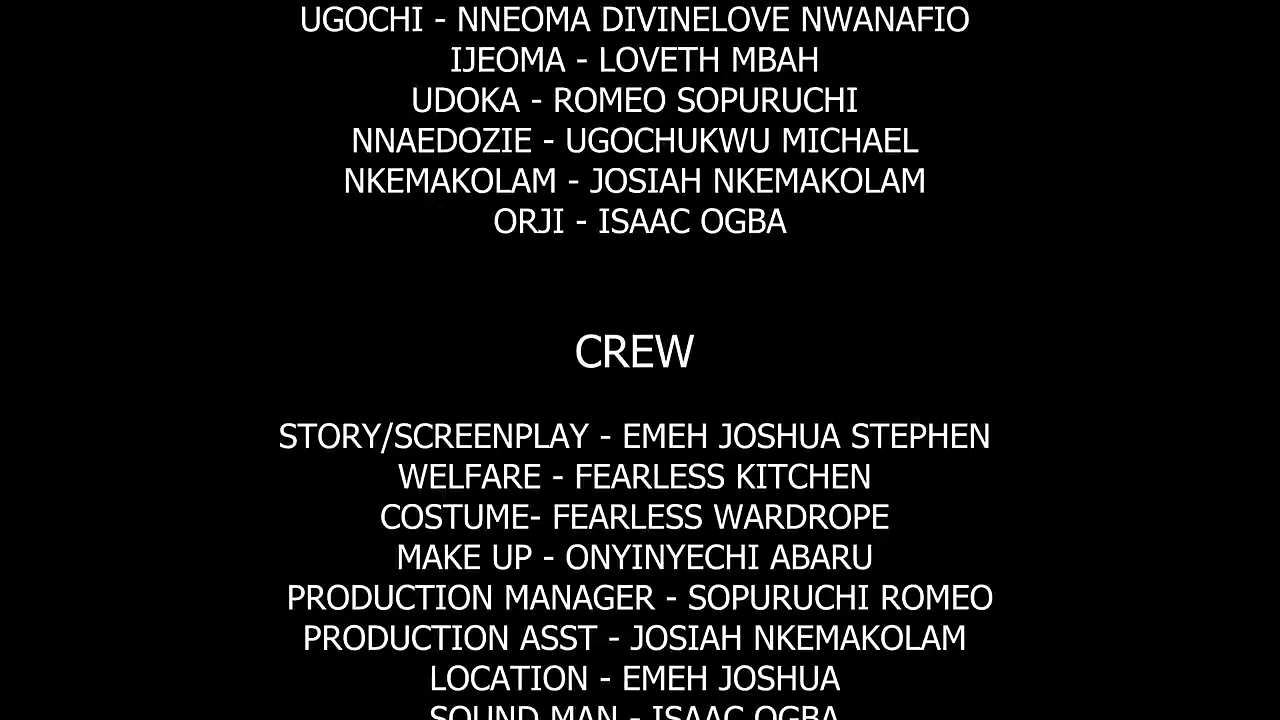 UGOCHI - NNEOMA DIVINELOVE NWANAFIO
IJEOMA - LOVETH MBAH
UDOKA - ROMEO SOPURUCHI
NNAEDOZIE - UGOCHUKWU MICHAEL
NKEMAKOLAM - JOSIAH NKEMAKOLAM
ORJI - ISAAC OGBA
CREW
STORY/SCREENPLAY - EMEH JOSHUA STEPHEN
WELFARE - FEARLESS KITCHEN
COSTUME- FEARLESS WARDROPE
MAKE UP - ONYINYECHI ABARU
PRODUCTION MANAGER - SOPURUCHI ROMEO
PRODUCTION ASST - JOSIAH NKEMAKOLAM
LOCATION - EMEH JOSHUA
SOUND MAN - ISAAC OGBA